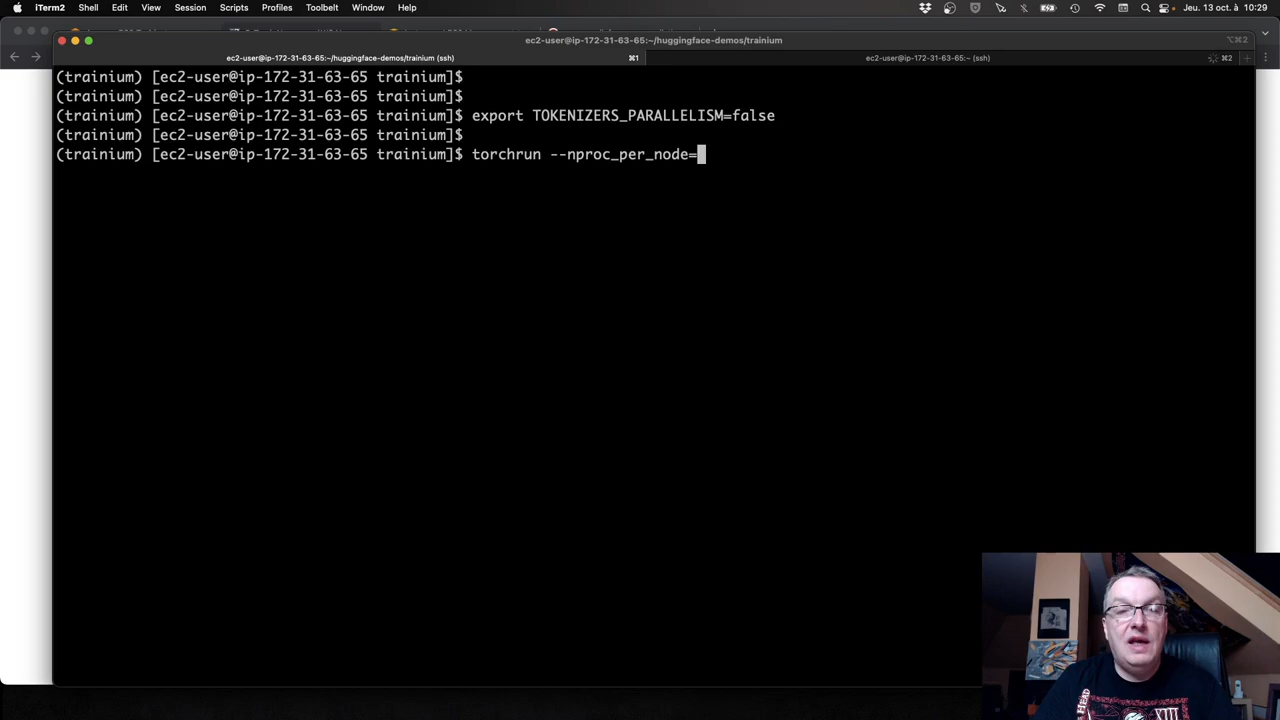 iTerm2 Shell Edit View Session Scripts Profiles Toolbelt Window Help
Jeu. 13 oct. à 10:29
ec2-user@ip-172-31-63-65:~/huggingface-demos/trainium
⌥⌘2
ec2-user@ip-172-31-63-65:~/huggingface-demos/trainium (ssh) ⌘1
ec2-user@ip-172-31-63-65:~ (ssh) ⌘2
(trainium) [ec2-user@ip-172-31-63-65 trainium]$
(trainium) [ec2-user@ip-172-31-63-65 trainium]$
(trainium) [ec2-user@ip-172-31-63-65 trainium]$ export TOKENIZERS_PARALLELISM=false
(trainium) [ec2-user@ip-172-31-63-65 trainium]$
(trainium) [ec2-user@ip-172-31-63-65 trainium]$ torchrun --nproc_per_node=
XIII